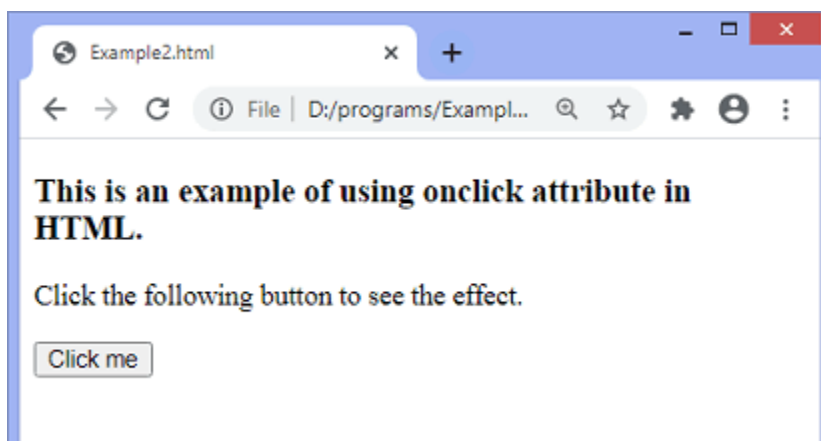 Example2.html
File | D:/programs/Exampl...
This is an example of using onclick attribute in
HTML.
Click the following button to see the effect.
Click me